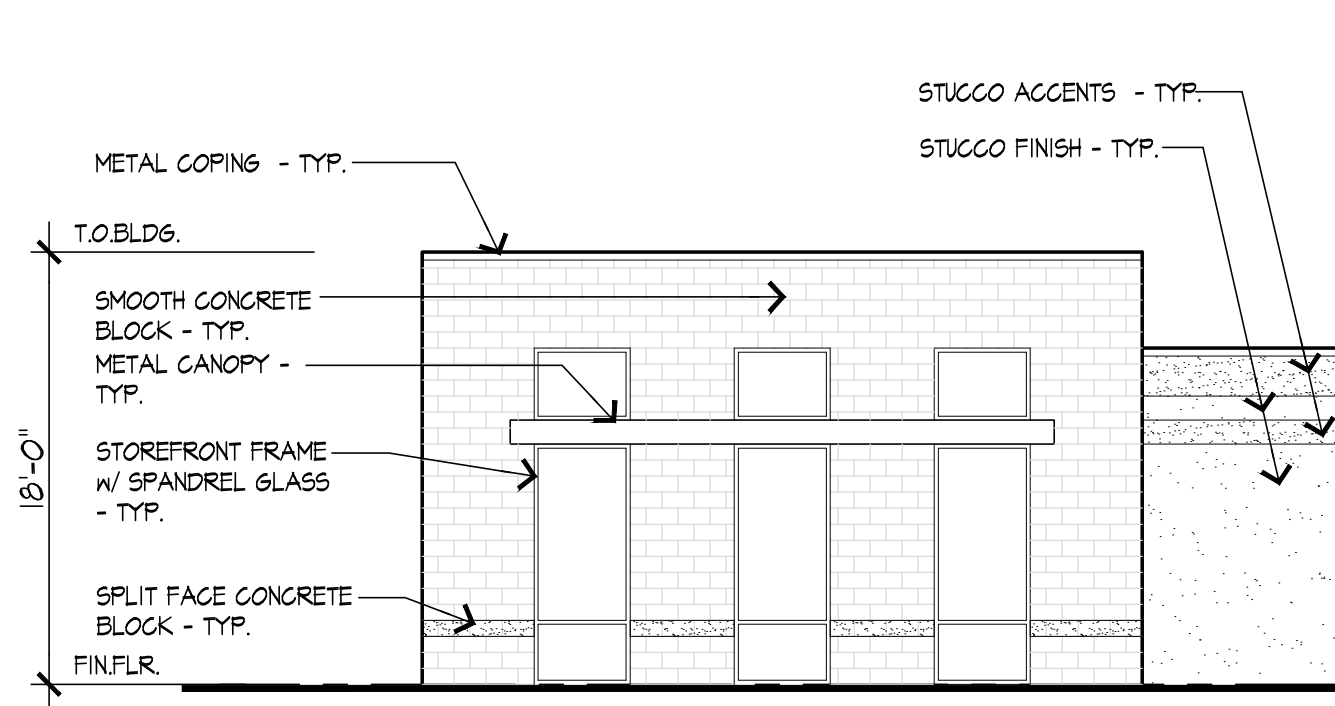 STUCCO ACCENTS - TYP.
STUCCO FINISH - TYP.
METAL COPING - TYP.
T.O.BLDG.
SMOOTH CONCRETE
BLOCK - TYP.
METAL CANOPY -
TYP.
18'-0"
STOREFRONT FRAME
w/ SPANDREL GLASS
- TYP.
SPLIT FACE CONCRETE
BLOCK - TYP.
FIN.FLR.